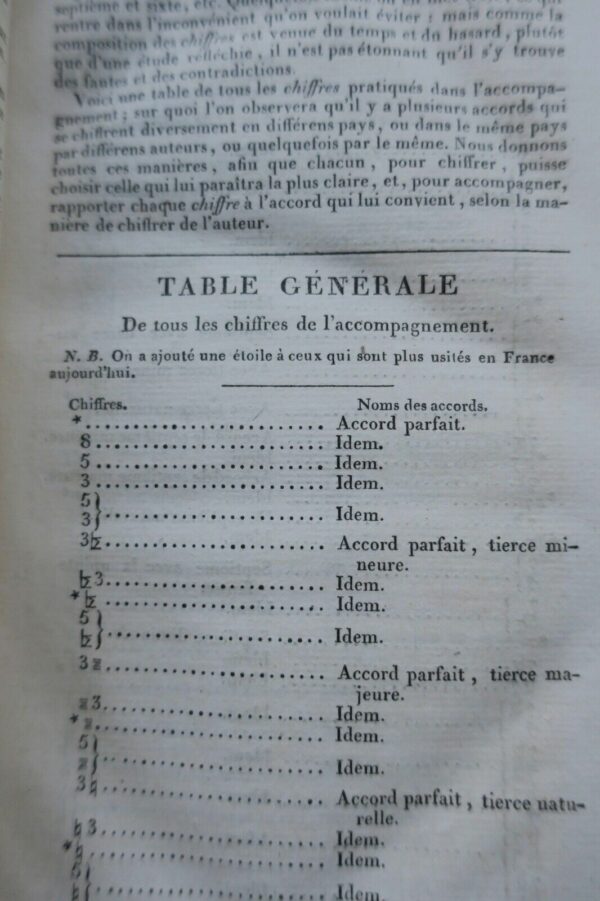 septième et sixte, etc.
rentre dans l'inconvénient qu'on voulait éviter ; mais comme la
composition des chiffres est venue du temps et du hasard, plutôt
que d'une étude réfléchie, il n'est pas étonnant qu'il s'y trouve
des fautes et des contradictions.
Voici une table de tous les chiffres pratiqués dans l'accompa-
gnement ; sur quoi l'on observera qu'il y a plusieurs accords qui
se chiffrent diversement en différens pays, ou dans le même pays
par différens auteurs, ou quelquefois par le même. Nous donnons
toutes ces manières, afin que chacun, pour chiffrer, puisse
choisir celle qui lui paraîtra la plus claire, et, pour accompagner,
rapporter chaque chiffre à l'accord qui lui convient, selon la ma-
nière de chiffrer de l'auteur.
TABLE GÉNÉRALE
De tous les chiffres de l'accompagnement.
N. B. On a ajouté une étoile à ceux qui sont plus usités en France
aujourd'hui.
Chiffres. Noms des accords.
* ........................ Accord parfait.
8 ........................ Idem.
5 ........................ Idem.
3 ........................ Idem.
5
3} ........................ Idem.
3♭ ........................ Accord parfait, tierce mi-
neure.
♭3 ........................ Idem.
*♭ ........................ Idem.
5
♭} ........................ Idem.
3♯ ........................ Accord parfait, tierce ma-
jeure.
♯3 ........................ Idem.
*♯ ........................ Idem.
5
♯} ........................ Idem.
3♮ ........................ Accord parfait, tierce natu-
relle.
♮3 ........................ Idem.
*♮ ........................ Idem.
5
♮{ ........................ Idem.